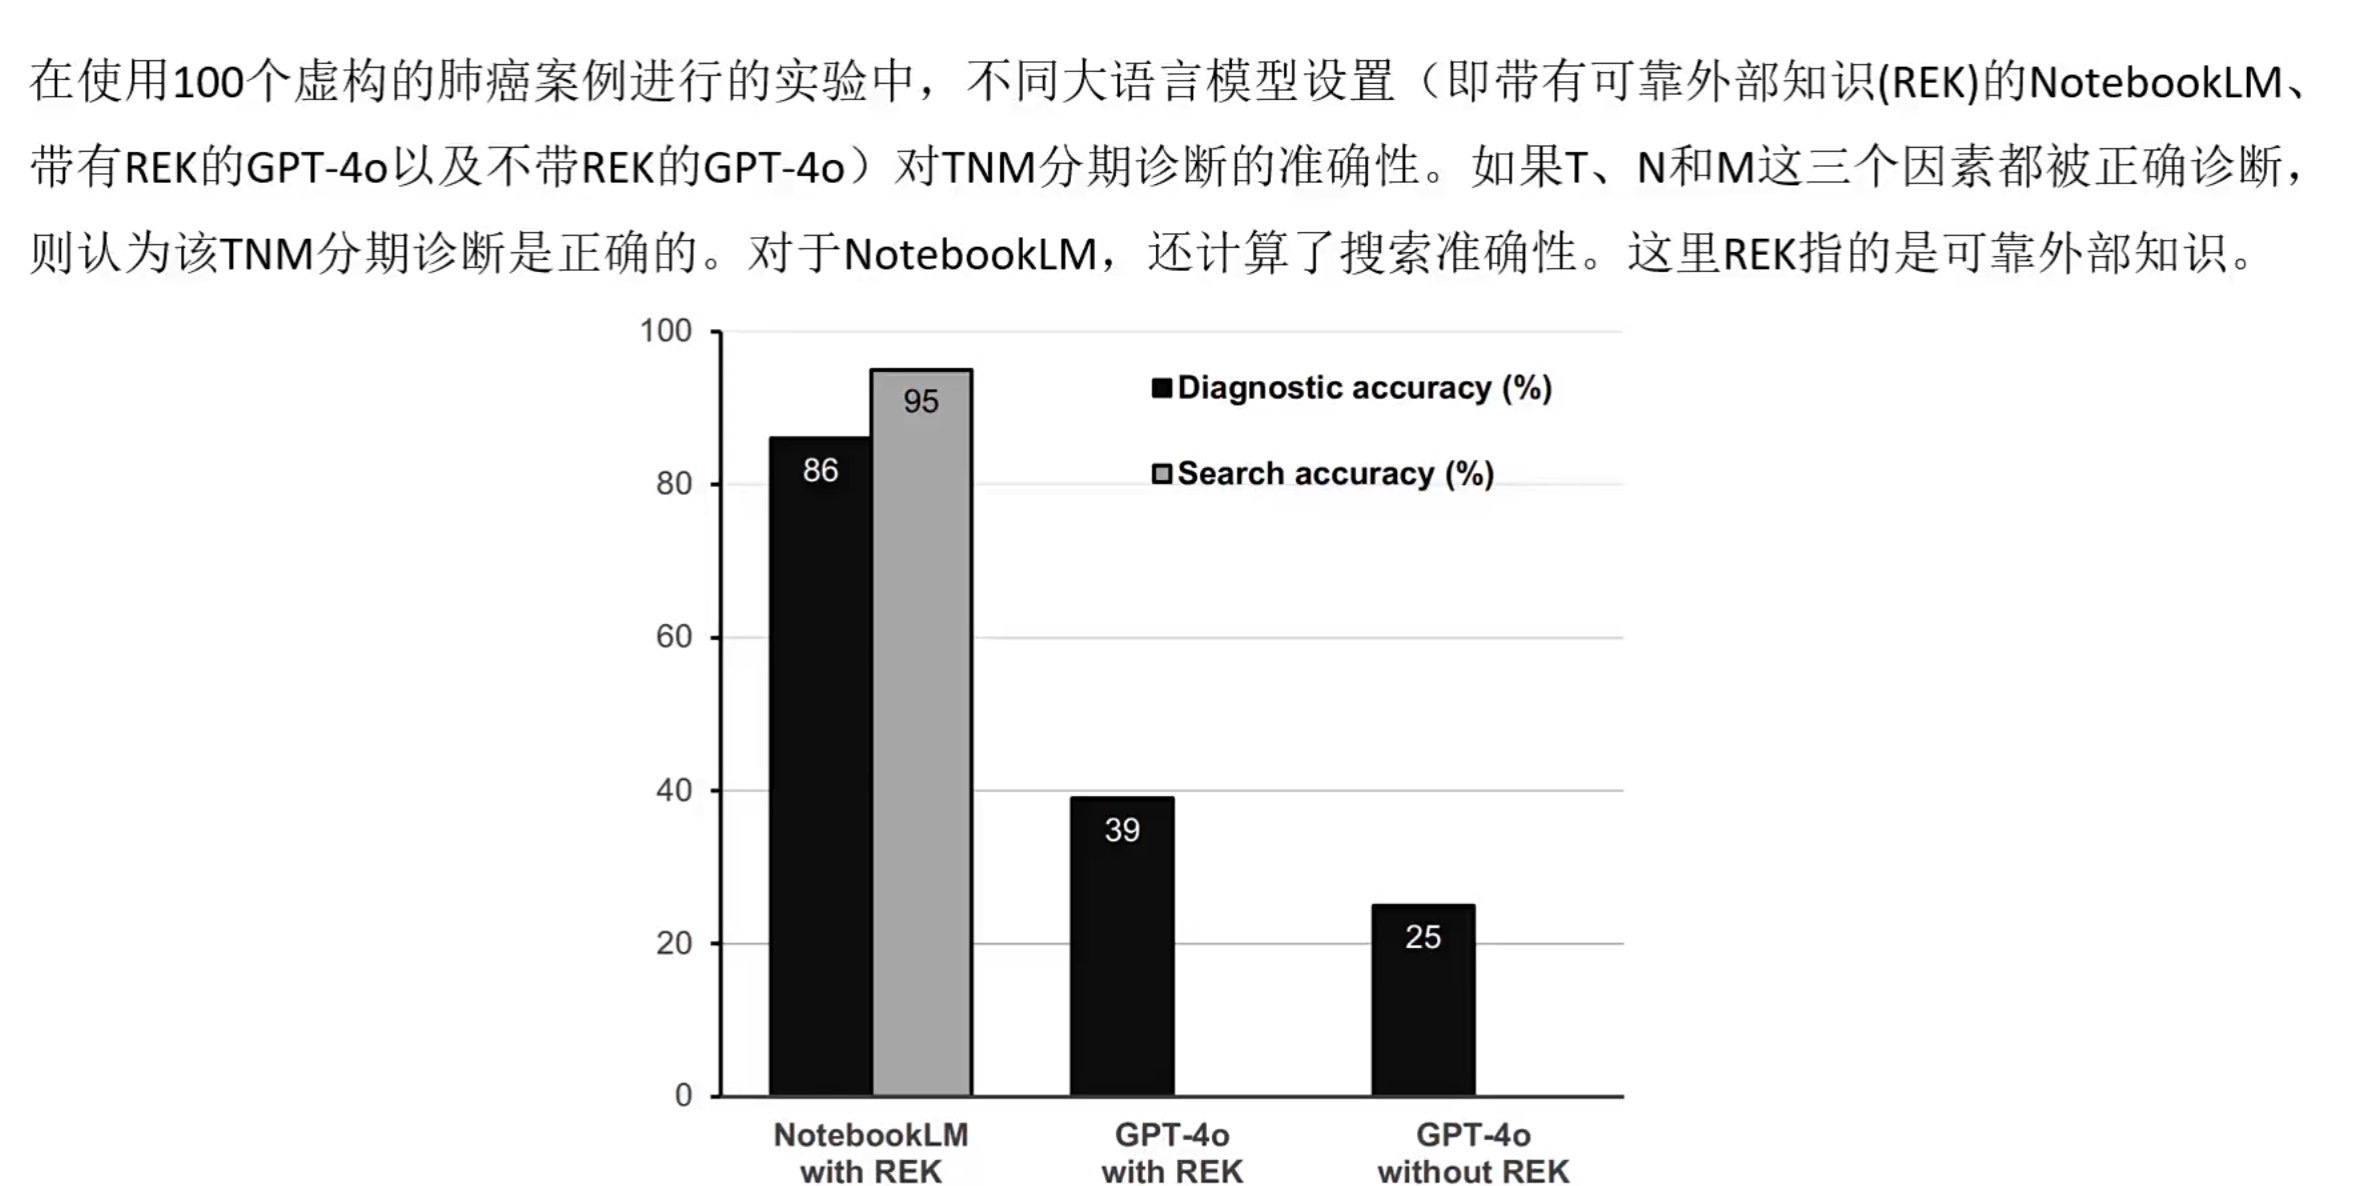 在使用100个虚构的肺癌案例进行的实验中，不同大语言模型设置（即带有可靠外部知识(REK)的NotebookLM、
带有REK的GPT-4o以及不带REK的GPT-4o）对TNM分期诊断的准确性。如果T、N和M这三个因素都被正确诊断，
则认为该TNM分期诊断是正确的。对于NotebookLM，还计算了搜索准确性。这里REK指的是可靠外部知识。
100
80
60
40
20
0
86
95
39
25
Diagnostic accuracy (%)
Search accuracy (%)
NotebookLM
with REK
GPT-4o
with REK
GPT-4o
without REK